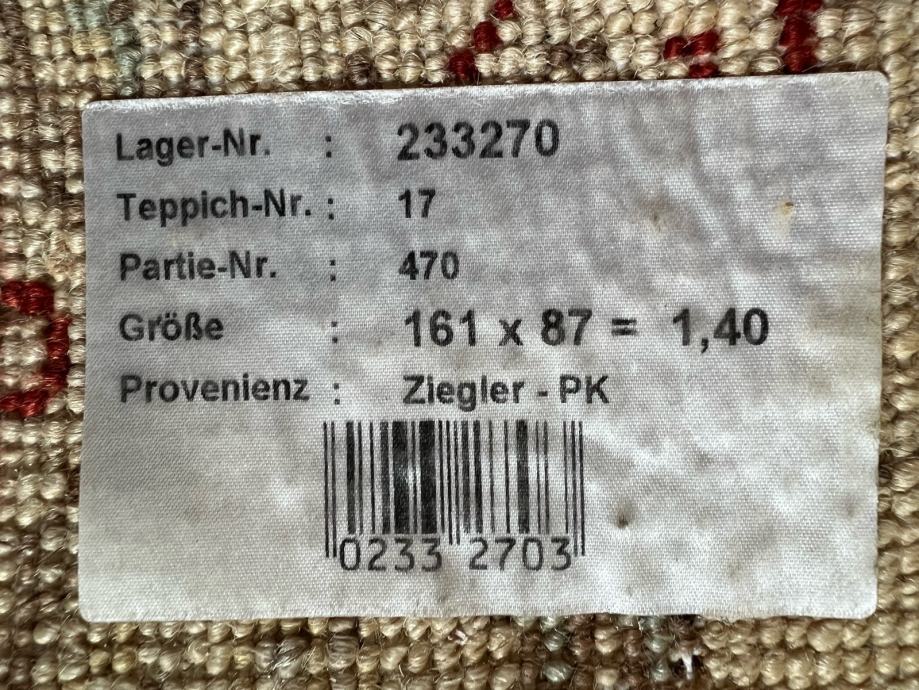 Lager-Nr. : 233270
Teppich-Nr. : 17
Partie-Nr. : 470
Größe : 161 x 87 = 1,40
Provenienz : Ziegler - PK
0233 2703